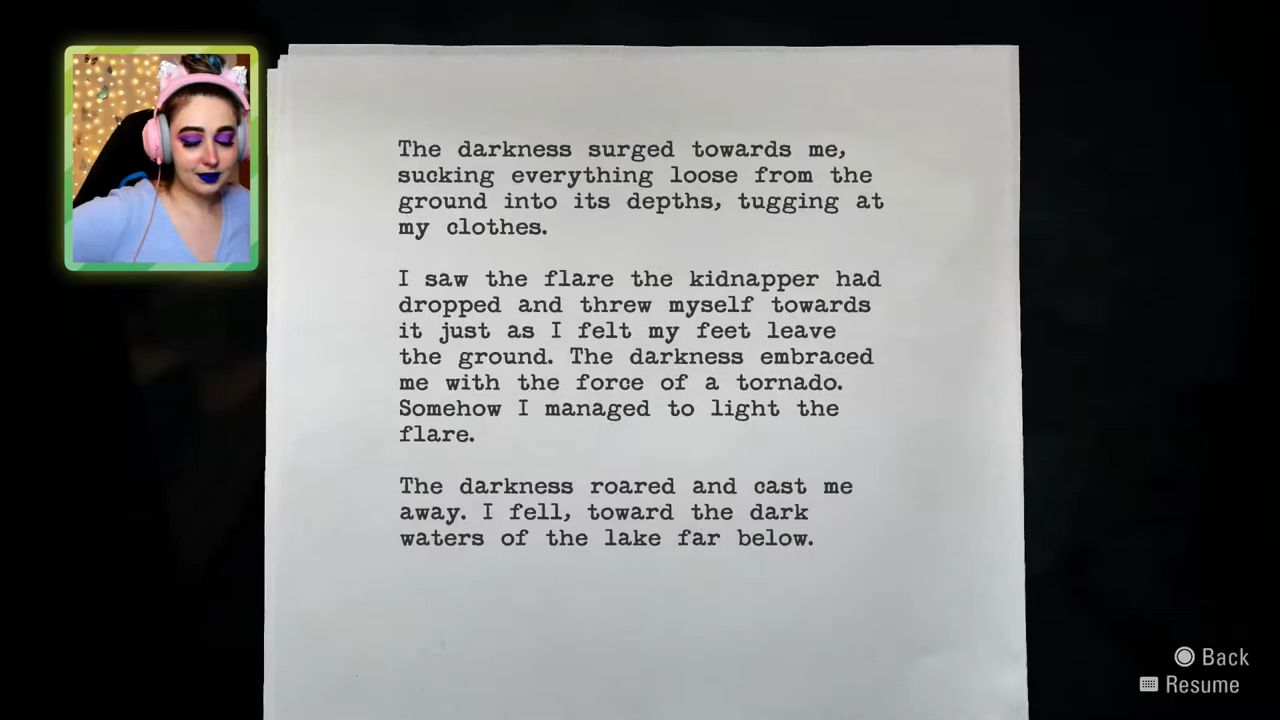 The darkness surged towards me,
sucking everything loose from the
ground into its depths, tugging at
my clothes.
I saw the flare the kidnapper had
dropped and threw myself towards
it just as I felt my feet leave
the ground. The darkness embraced
me with the force of a tornado.
Somehow I managed to light the
flare.
The darkness roared and cast me
away. I fell, toward the dark
waters of the lake far below.
Back
Resume